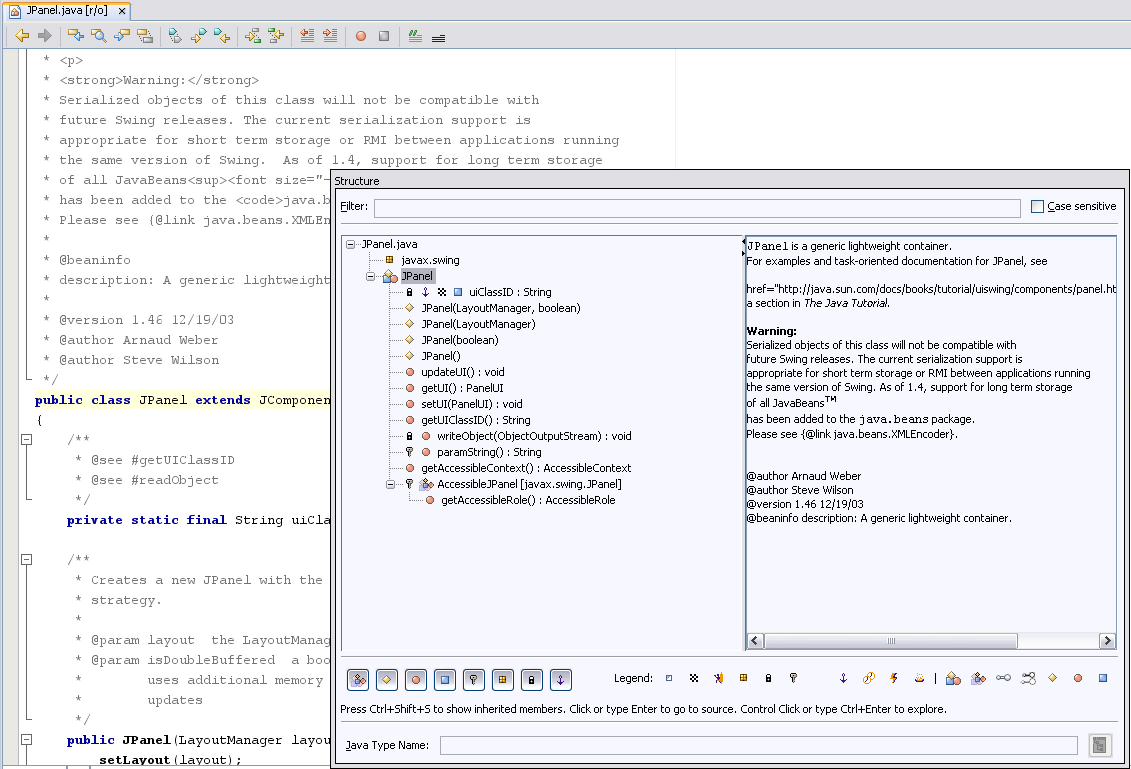 JPanel.java [r/o]
* <p>
* <strong>Warning:</strong>
* Serialized objects of this class will not be compatible with
* future Swing releases. The current serialization support is
* appropriate for short term storage or RMI between applications running
* the same version of Swing.  As of 1.4, support for long term storage
* of all JavaBeans<sup><font size="-
* has been added to the <code>java.b
* Please see {@link java.beans.XMLEn
*
* @beaninfo
* description: A generic lightweight
*
* @version 1.46 12/19/03
* @author Arnaud Weber
* @author Steve Wilson
*/
public class JPanel extends JComponen
{
/**
* @see #getUIClassID
* @see #readObject
*/
private static final String uiCla
/**
* Creates a new JPanel with the
* strategy.
*
* @param layout  the LayoutManag
* @param isDoubleBuffered  a boo
*        uses additional memory
*        updates
*/
public JPanel(LayoutManager layou
setLayout(layout);
Structure
Filter:
Case sensitive
JPanel.java
javax.swing
JPanel
uiClassID : String
JPanel(LayoutManager, boolean)
JPanel(LayoutManager)
JPanel(boolean)
JPanel()
updateUI() : void
getUI() : PanelUI
setUI(PanelUI) : void
getUIClassID() : String
writeObject(ObjectOutputStream) : void
paramString() : String
getAccessibleContext() : AccessibleContext
AccessibleJPanel [javax.swing.JPanel]
getAccessibleRole() : AccessibleRole
JPanel is a generic lightweight container.
For examples and task-oriented documentation for JPanel, see
href="http://java.sun.com/docs/books/tutorial/uiswing/components/panel.ht
a section in The Java Tutorial.
Warning:
Serialized objects of this class will not be compatible with
future Swing releases. The current serialization support is
appropriate for short term storage or RMI between applications running
the same version of Swing. As of 1.4, support for long term storage
of all JavaBeans™
has been added to the java.beans package.
Please see {@link java.beans.XMLEncoder}.
@author Arnaud Weber
@author Steve Wilson
@version 1.46 12/19/03
@beaninfo description: A generic lightweight container.
Legend:
Press Ctrl+Shift+S to show inherited members. Click or type Enter to go to source. Control Click or type Ctrl+Enter to explore.
Java Type Name: